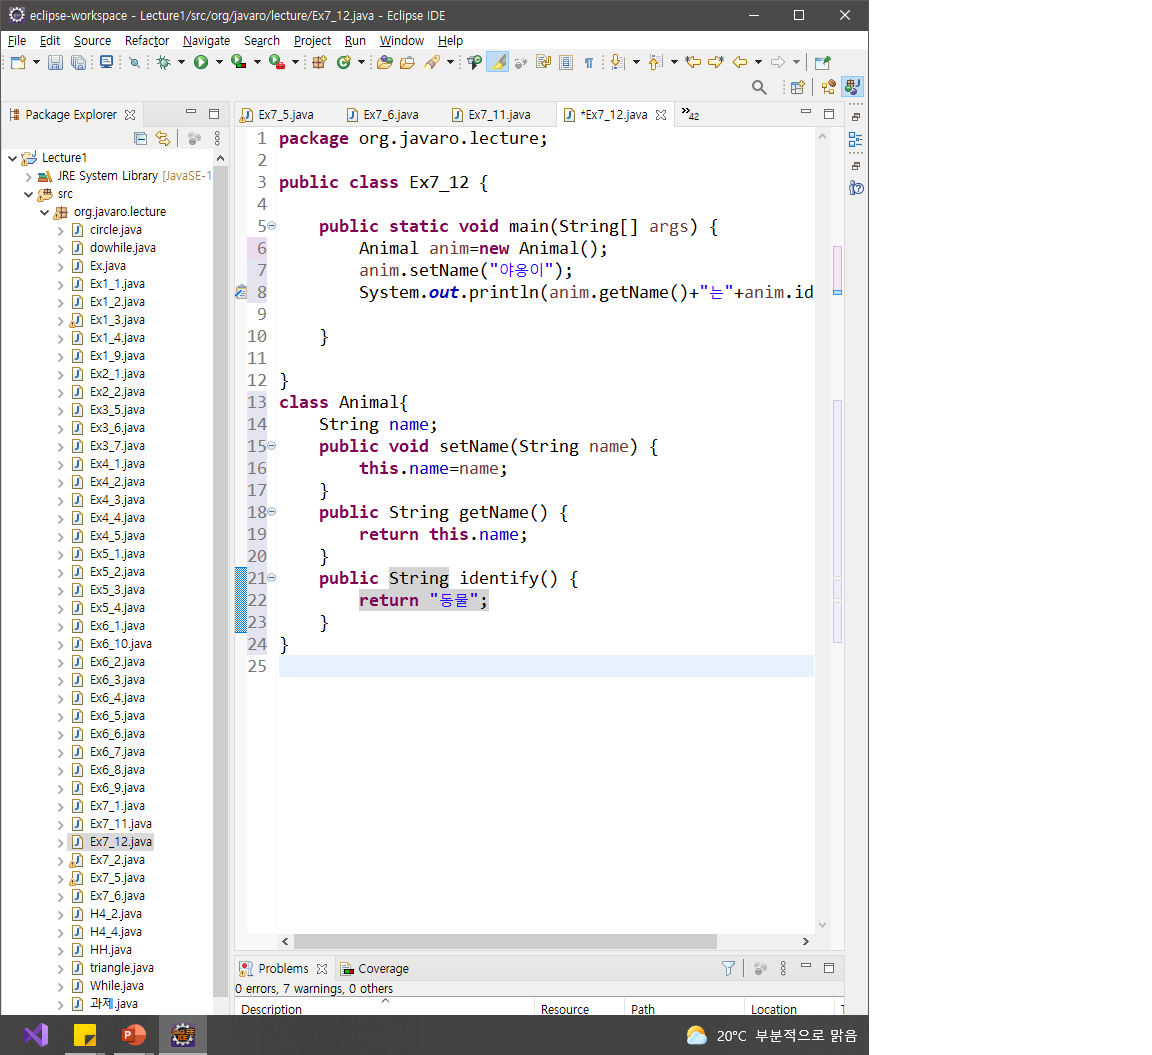 eclipse-workspace - Lecture1/src/org/javaro/lecture/Ex7_12.java - Eclipse IDE
File Edit Source Refactor Navigate Search Project Run Window Help
Package Explorer
Ex7_5.java Ex7_6.java Ex7_11.java *Ex7_12.java »42
Lecture1
JRE System Library [JavaSE-1
src
org.javaro.lecture
circle.java
dowhile.java
Ex.java
Ex1_1.java
Ex1_2.java
Ex1_3.java
Ex1_4.java
Ex1_9.java
Ex2_1.java
Ex2_2.java
Ex3_5.java
Ex3_6.java
Ex3_7.java
Ex4_1.java
Ex4_2.java
Ex4_3.java
Ex4_4.java
Ex4_5.java
Ex5_1.java
Ex5_2.java
Ex5_3.java
Ex5_4.java
Ex6_1.java
Ex6_10.java
Ex6_2.java
Ex6_3.java
Ex6_4.java
Ex6_5.java
Ex6_6.java
Ex6_7.java
Ex6_8.java
Ex6_9.java
Ex7_1.java
Ex7_11.java
Ex7_12.java
Ex7_2.java
Ex7_5.java
Ex7_6.java
H4_2.java
H4_4.java
HH.java
triangle.java
While.java
과제.java
1 package org.javaro.lecture;
2
3 public class Ex7_12 {
4
5 public static void main(String[] args) {
6 Animal anim=new Animal();
7 anim.setName("야옹이");
8 System.out.println(anim.getName()+"는"+anim.id
9
10 }
11
12 }
13 class Animal{
14 String name;
15 public void setName(String name) {
16 this.name=name;
17 }
18 public String getName() {
19 return this.name;
20 }
21 public String identify() {
22 return "동물";
23 }
24 }
25
Problems Coverage
0 errors, 7 warnings, 0 others
Description Resource Path Location T
20°C 부분적으로 맑음